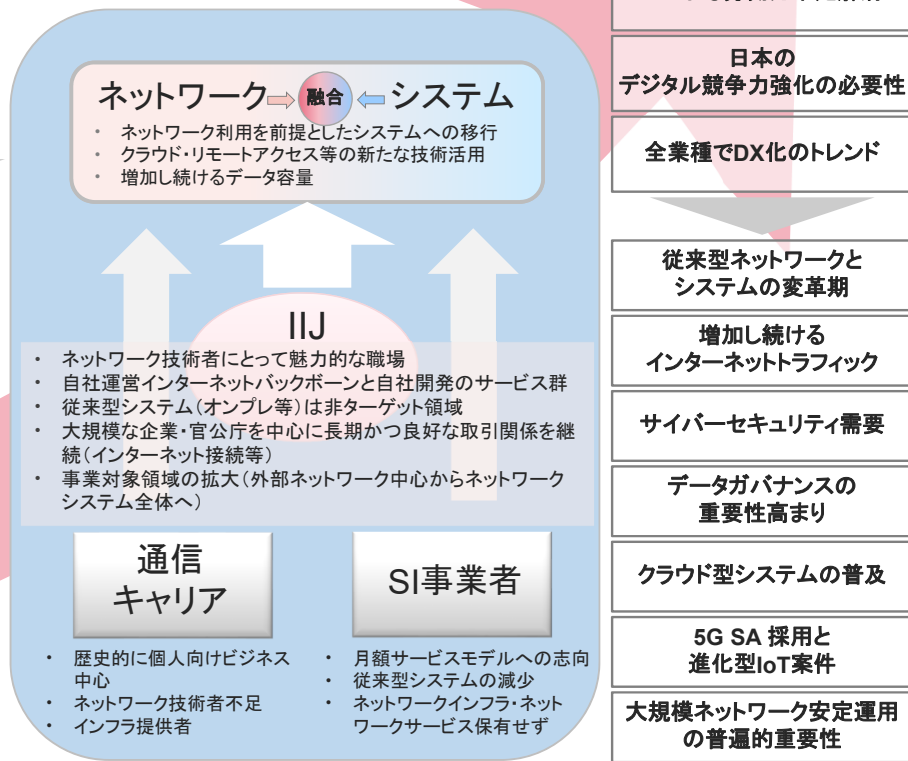 ネットワーク 融合 システム
・ ネットワーク利用を前提としたシステムへの移行
・ クラウド・リモートアクセス等の新たな技術活用
・ 増加し続けるデータ容量
IIJ
・ ネットワーク技術者にとって魅力的な職場
・ 自社運営インターネットバックボーンと自社開発のサービス群
・ 従来型システム(オンプレ等)は非ターゲット領域
・ 大規模な企業・官公庁を中心に長期かつ良好な取引関係を継
続(インターネット接続等)
・ 事業対象領域の拡大(外部ネットワーク中心からネットワーク
システム全体へ)
通信
キャリア
・ 歴史的に個人向けビジネス
中心
・ ネットワーク技術者不足
・ インフラ提供者
SI事業者
・ 月額サービスモデルへの志向
・ 従来型システムの減少
・ ネットワークインフラ・ネット
ワークサービス保有せず
日本の
デジタル競争力強化の必要性
全業種でDX化のトレンド
従来型ネットワークと
システムの変革期
増加し続ける
インターネットトラフィック
サイバーセキュリティ需要
データガバナンスの
重要性高まり
クラウド型システムの普及
5G SA 採用と
進化型IoT案件
大規模ネットワーク安定運用
の普遍的重要性